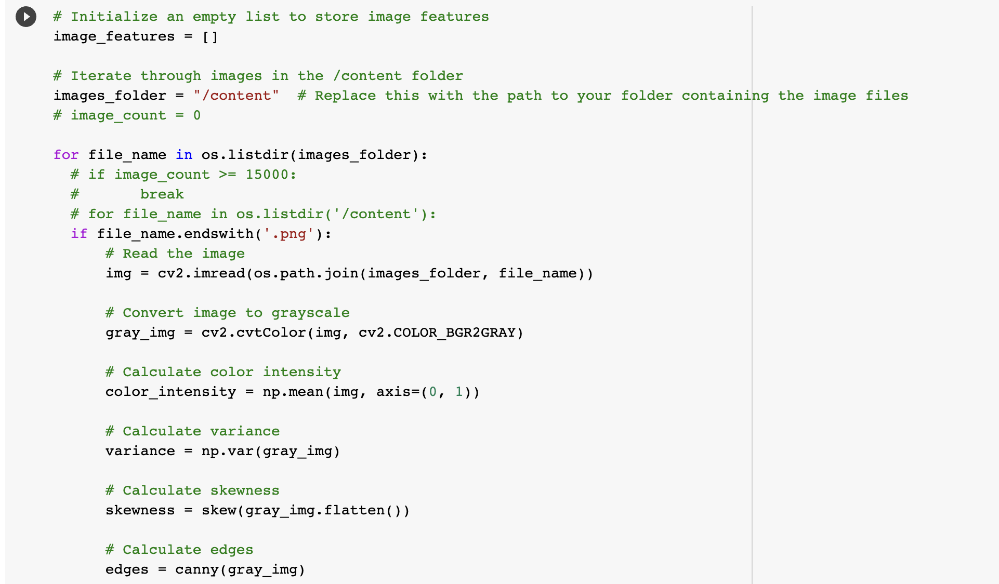 # Initialize an empty list to store image features
image_features = []
# Iterate through images in the /content folder
images_folder = "/content"  # Replace this with the path to your folder containing the image files
# image_count = 0
for file_name in os.listdir(images_folder):
  # if image_count >= 15000:
  #       break
  # for file_name in os.listdir('/content'):
  if file_name.endswith('.png'):
      # Read the image
      img = cv2.imread(os.path.join(images_folder, file_name))
      # Convert image to grayscale
      gray_img = cv2.cvtColor(img, cv2.COLOR_BGR2GRAY)
      # Calculate color intensity
      color_intensity = np.mean(img, axis=(0, 1))
      # Calculate variance
      variance = np.var(gray_img)
      # Calculate skewness
      skewness = skew(gray_img.flatten())
      # Calculate edges
      edges = canny(gray_img)